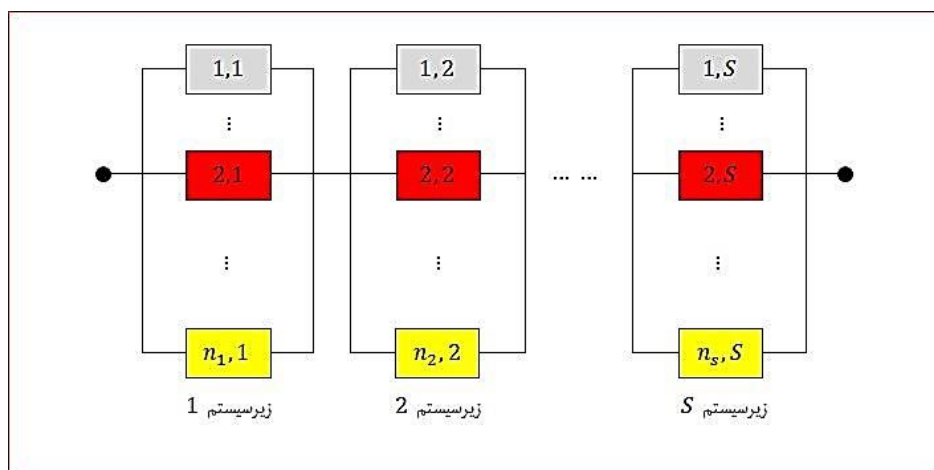 1,1 1,2 1,S
⋮ ⋮ ⋮
2,1 2,2 ... ... 2,S
⋮ ⋮ ⋮
n₁,1 n₂,2 nₛ,S
زیرسیستم 1 زیرسیستم 2 زیرسیستم S